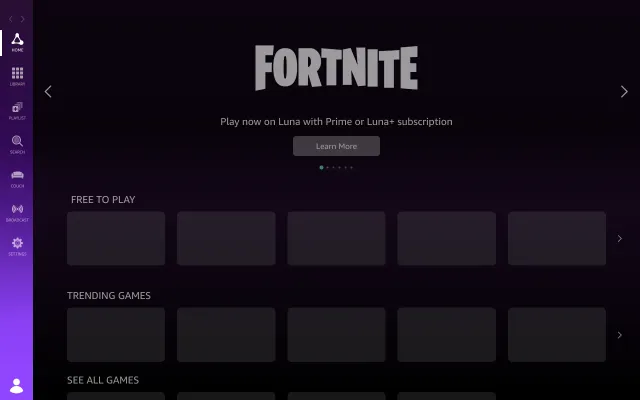 HOME
LIBRARY
PLAYLIST
SEARCH
COUCH
BROADCAST
SETTINGS
FORTNITE
Play now on Luna with Prime or Luna+ subscription
Learn More
FREE TO PLAY
TRENDING GAMES
SEE ALL GAMES